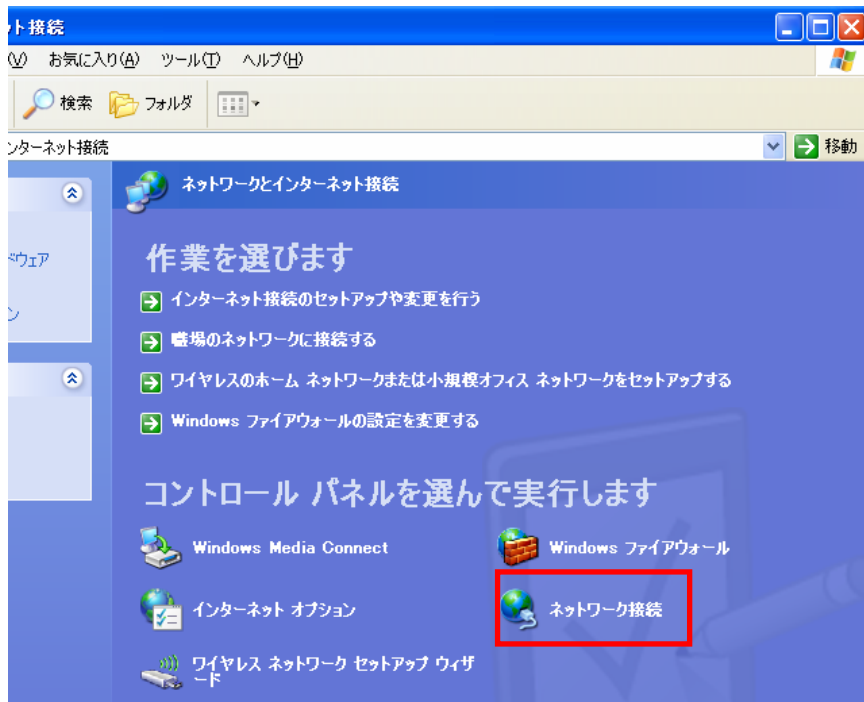 ット接続
(V) お気に入り(A) ツール(T) ヘルプ(H)
検索 フォルダ
ンターネット接続 移動
ネットワークとインターネット接続
ドウェア
ン
作業を選びます
インターネット接続のセットアップや変更を行う
職場のネットワークに接続する
ワイヤレスのホーム ネットワークまたは小規模オフィス ネットワークをセットアップする
Windows ファイアウォールの設定を変更する
コントロール パネルを選んで実行します
Windows Media Connect Windows ファイアウォール
インターネット オプション ネットワーク接続
ワイヤレス ネットワーク セットアップ ウィザ
ード